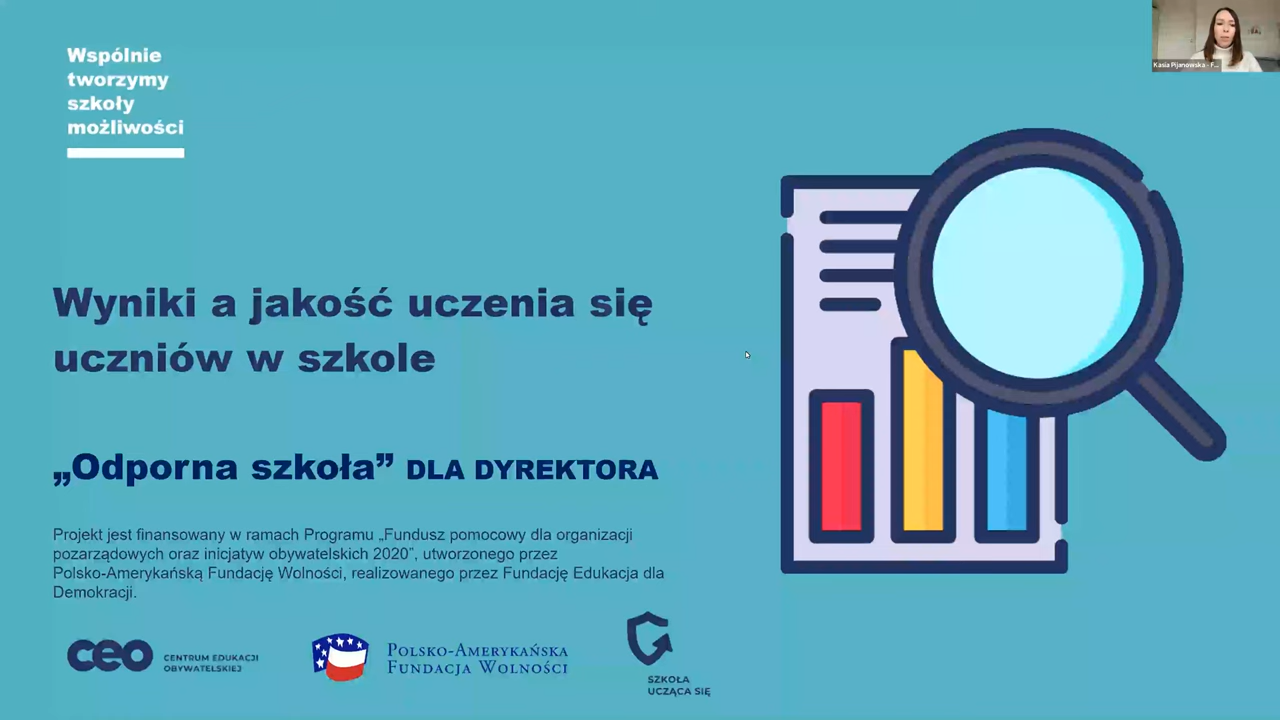 Wspólnie
tworzymy
szkoły
możliwości
Kasia Pijanowska - F...
Wyniki a jakość uczenia się
uczniów w szkole
„Odporna szkoła” DLA DYREKTORA
Projekt jest finansowany w ramach Programu „Fundusz pomocowy dla organizacji
pozarządowych oraz inicjatyw obywatelskich 2020”, utworzonego przez
Polsko-Amerykańską Fundację Wolności, realizowanego przez Fundację Edukacja dla
Demokracji.
ceo CENTRUM EDUKACJI
OBYWATELSKIEJ
POLSKO-AMERYKAŃSKA
FUNDACJA WOLNOŚCI
SZKOŁA
UCZĄCA SIĘ